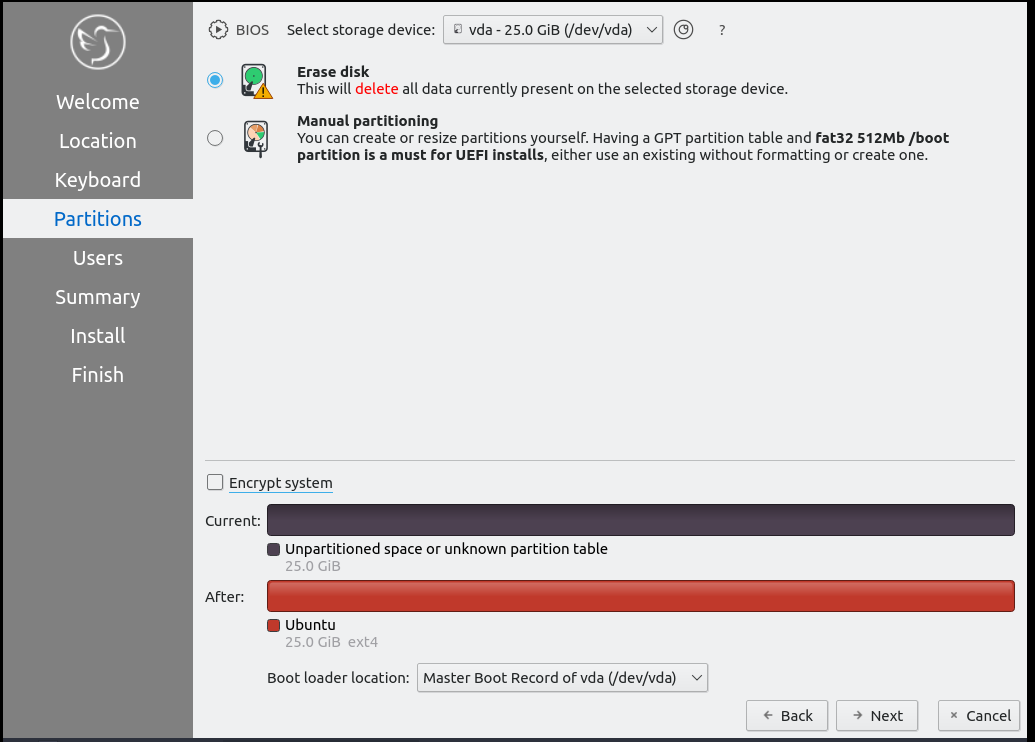 BIOS Select storage device: vda - 25.0 GiB (/dev/vda) ?
Welcome
Location
Keyboard
Partitions
Users
Summary
Install
Finish
Erase disk
This will delete all data currently present on the selected storage device.
Manual partitioning
You can create or resize partitions yourself. Having a GPT partition table and fat32 512Mb /boot
partition is a must for UEFI installs, either use an existing without formatting or create one.
Encrypt system
Current:
Unpartitioned space or unknown partition table
25.0 GiB
After:
Ubuntu
25.0 GiB ext4
Boot loader location: Master Boot Record of vda (/dev/vda)
Back Next Cancel